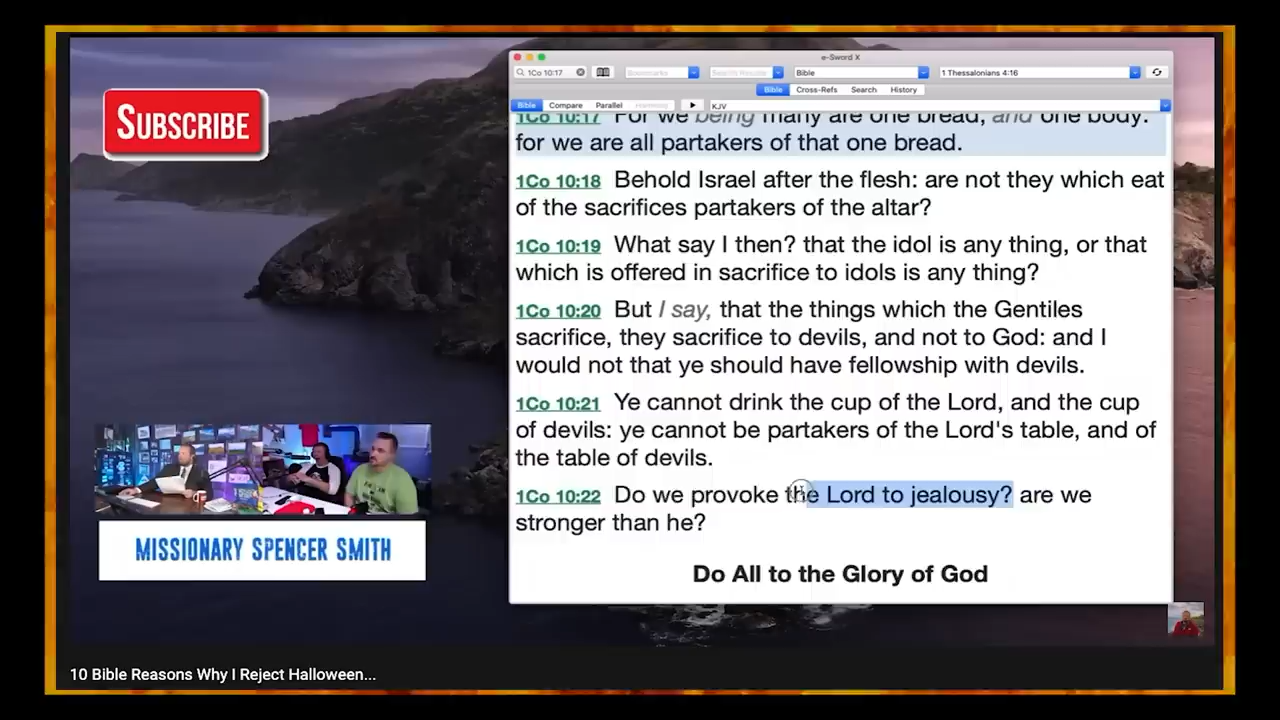 SUBSCRIBE
e-Sword X
1Co 10:17
Bookmarks
Search Results
Bible
1 Thessalonians 4:16
Bible Cross-Refs Search History
Bible Compare Parallel Harmony
KJV
1Co 10:17 For we being many are one bread, and one body:
for we are all partakers of that one bread.
1Co 10:18 Behold Israel after the flesh: are not they which eat
of the sacrifices partakers of the altar?
1Co 10:19 What say I then? that the idol is any thing, or that
which is offered in sacrifice to idols is any thing?
1Co 10:20 But I say, that the things which the Gentiles
sacrifice, they sacrifice to devils, and not to God: and I
would not that ye should have fellowship with devils.
1Co 10:21 Ye cannot drink the cup of the Lord, and the cup
of devils: ye cannot be partakers of the Lord's table, and of
the table of devils.
1Co 10:22 Do we provoke the Lord to jealousy? are we
stronger than he?
Do All to the Glory of God
MISSIONARY SPENCER SMITH
10 Bible Reasons Why I Reject Halloween...